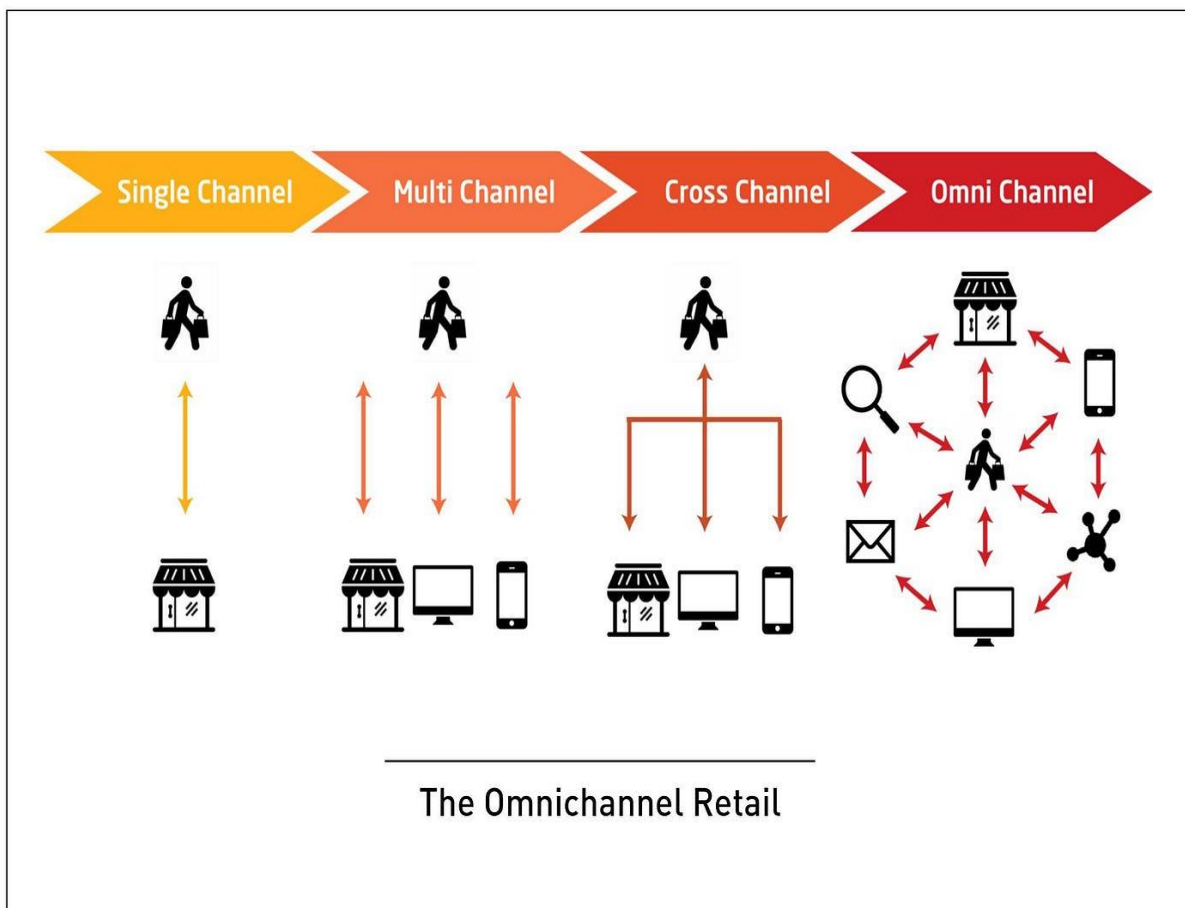 Single Channel
Multi Channel
Cross Channel
Omni Channel
The Omnichannel Retail